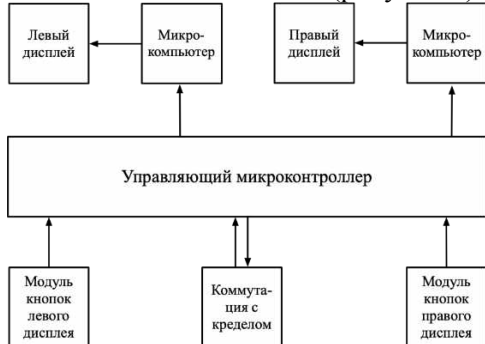 Левый
дисплей
Микро-
компьютер
Правый
дисплей
Микро-
компьютер
Управляющий микроконтроллер
Модуль
кнопок
левого
дисплея
Коммута-
ция с
кределом
Модуль
кнопок
правого
дисплея